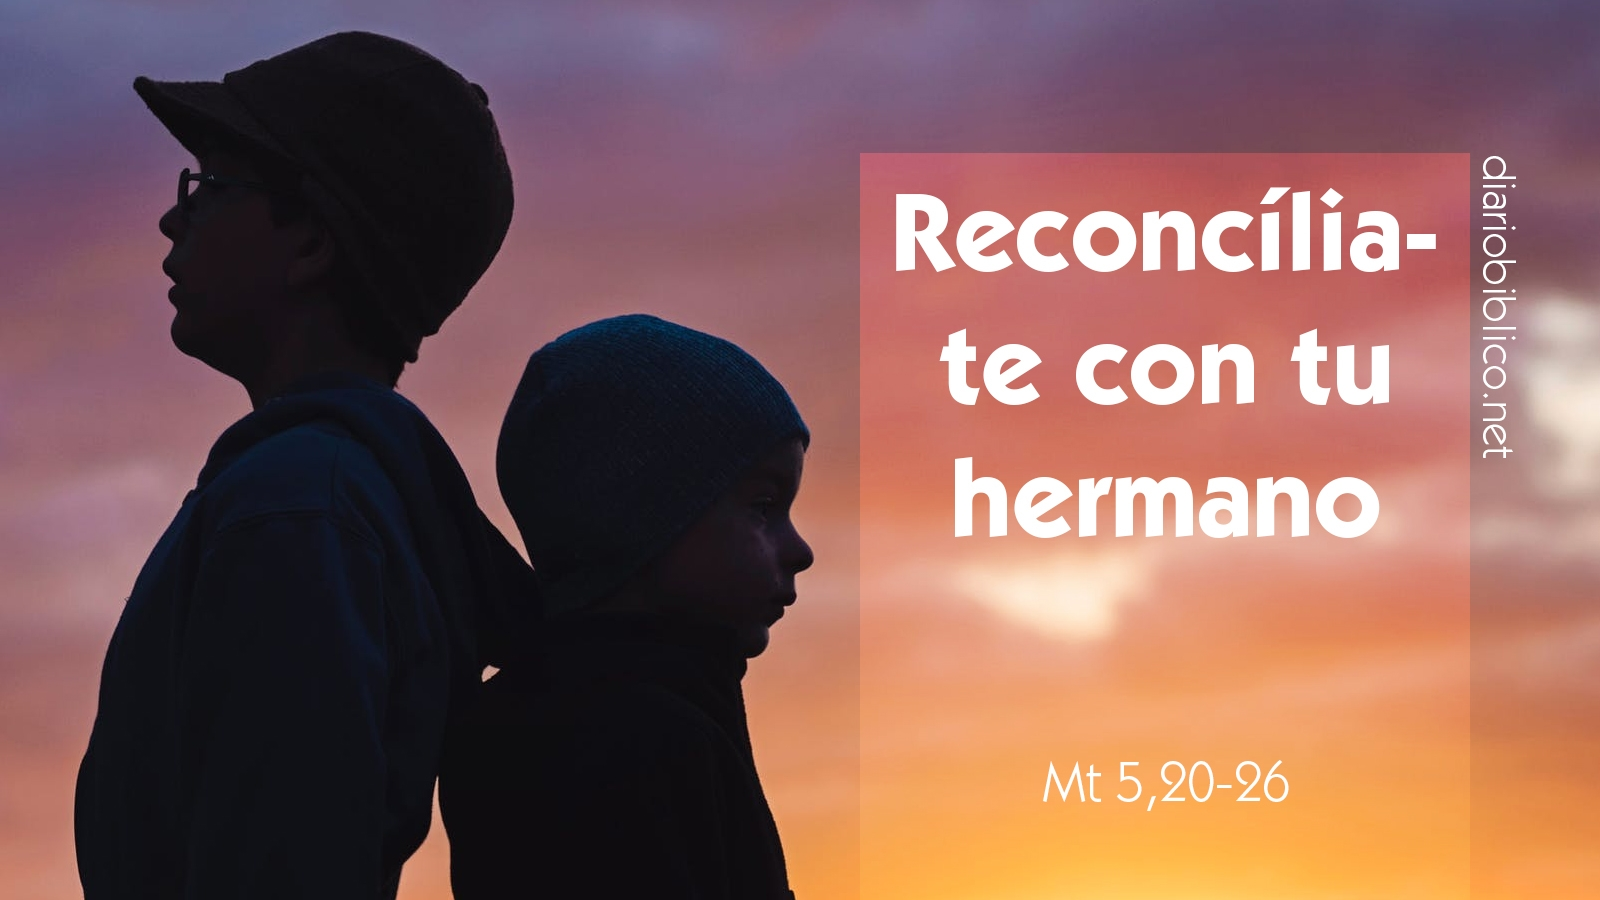 Reconcília-
te con tu
hermano
Mt 5,20-26
diariobiblico.net